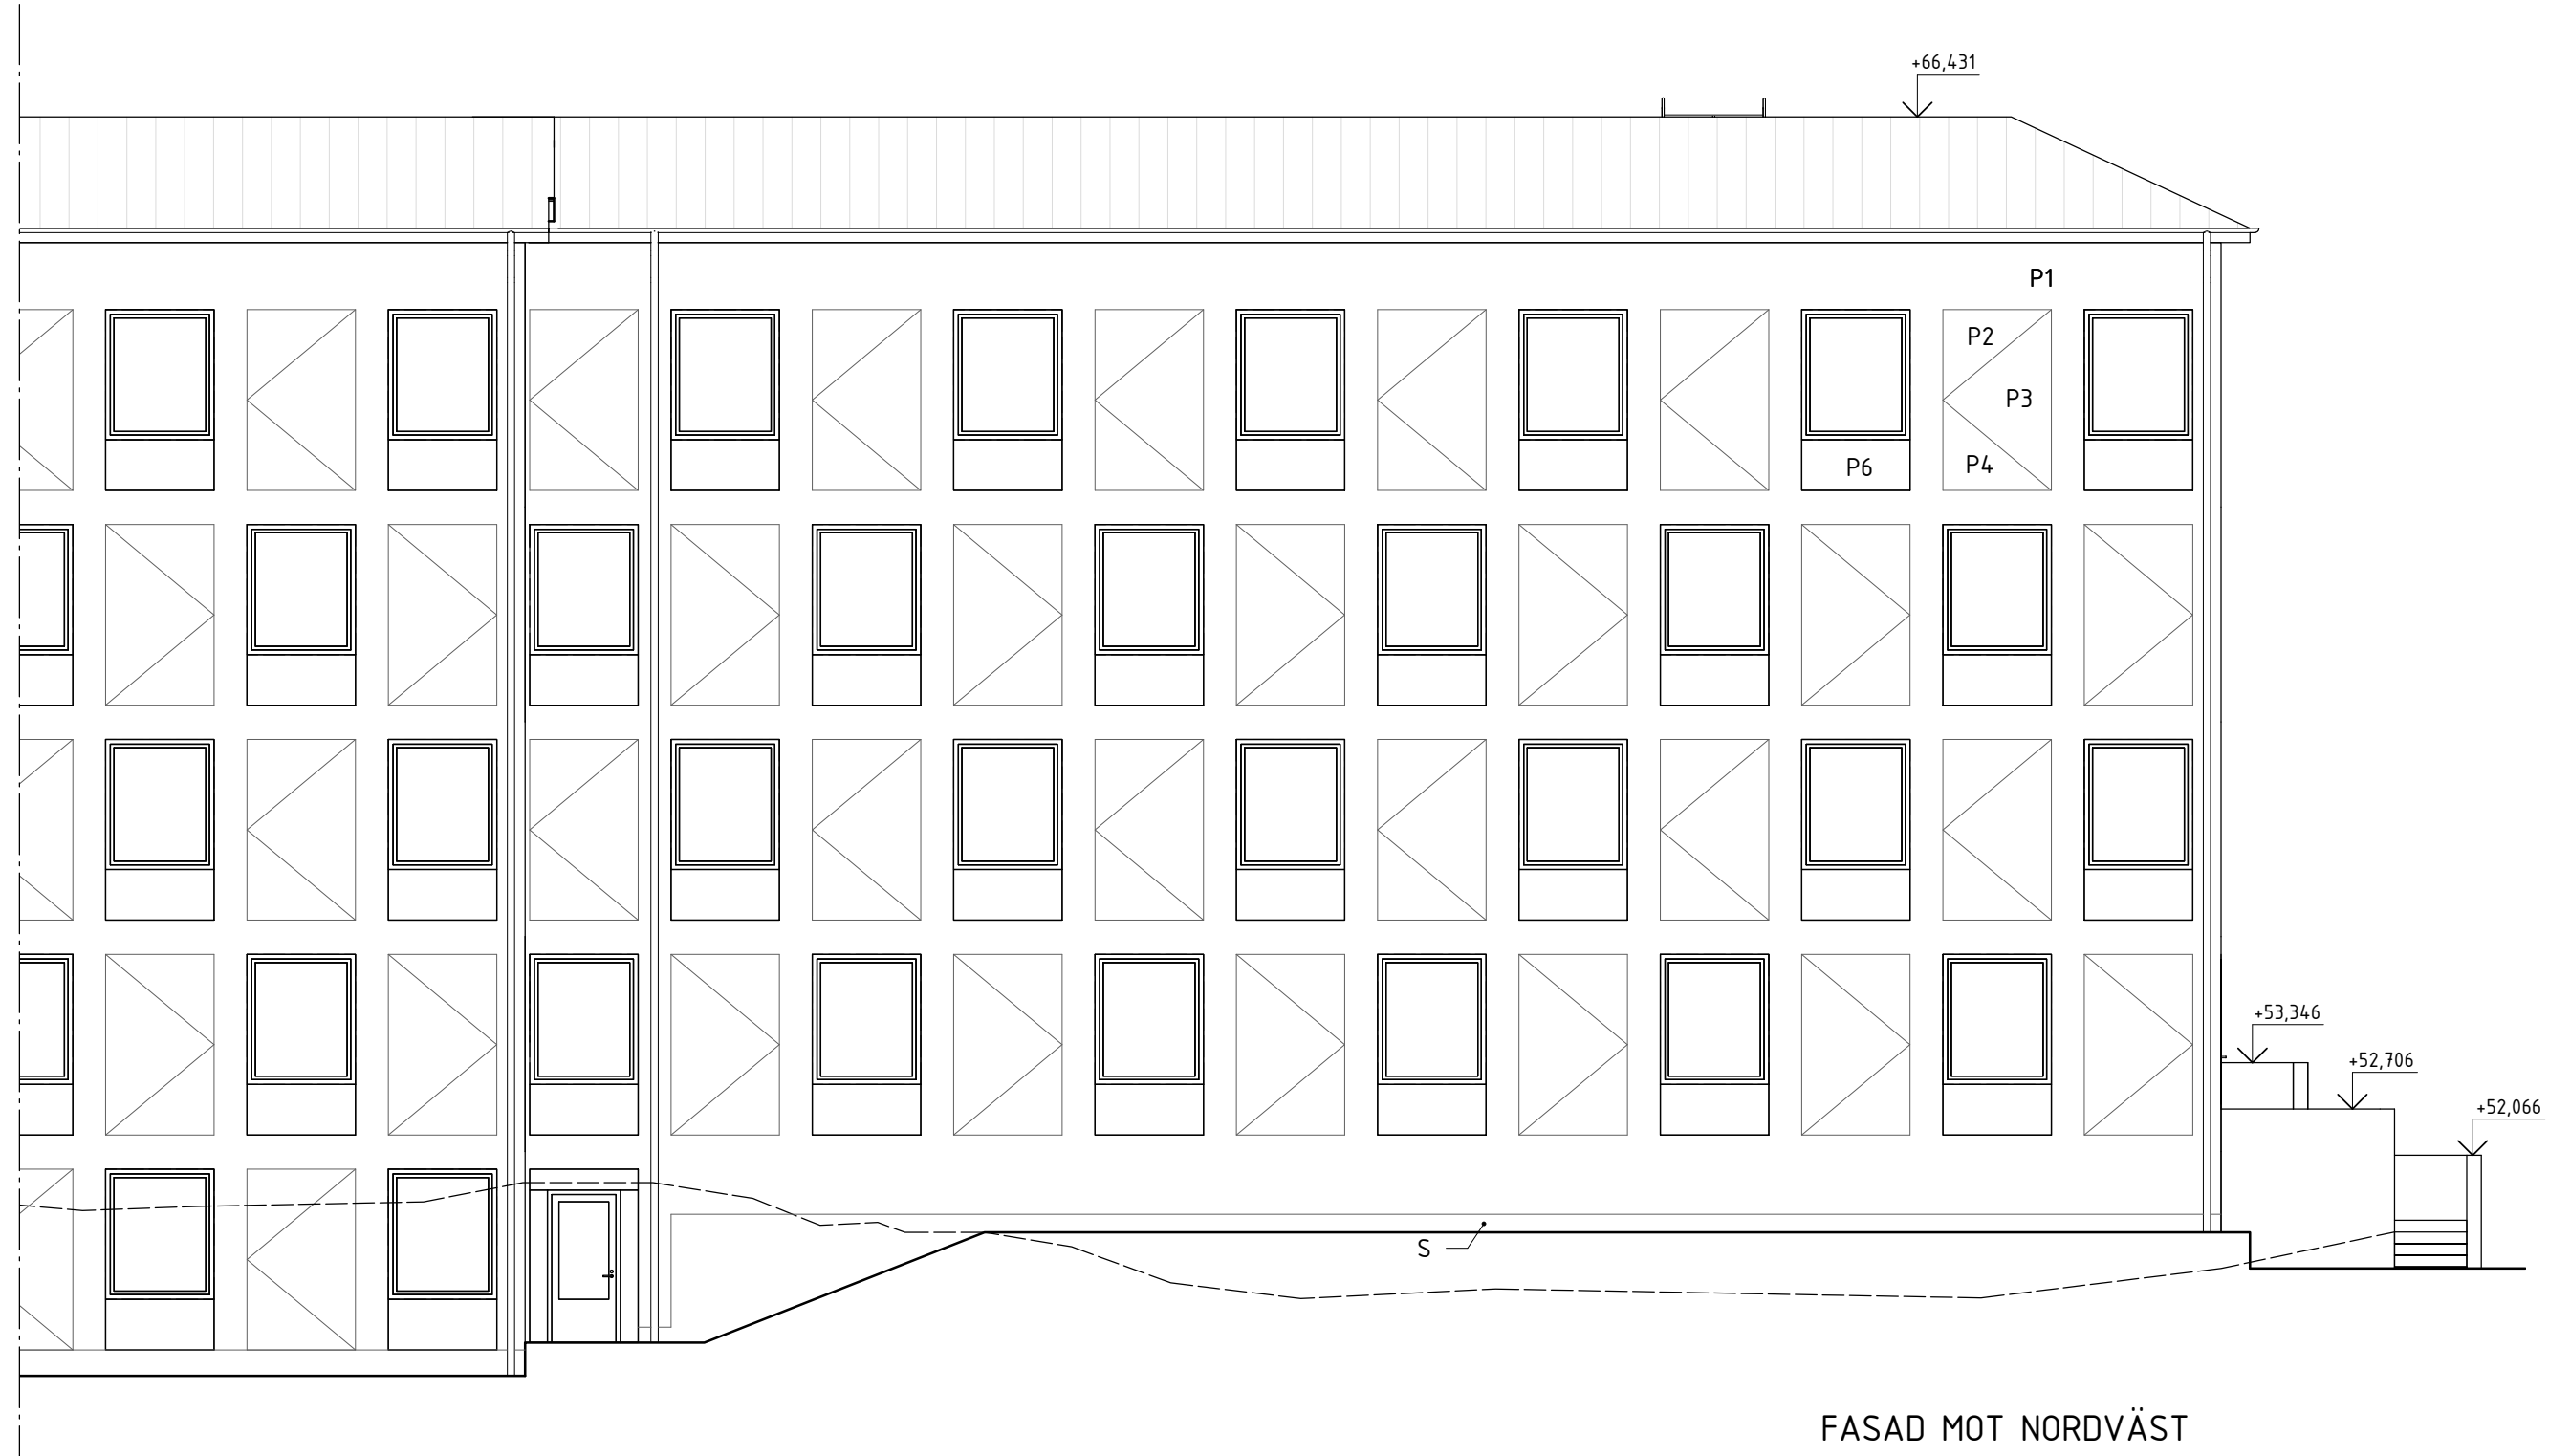 +66,431
P1
P2
P3
P6
P4
+53,346
+52,706
+52,066
S
FASAD MOT NORDVÄST